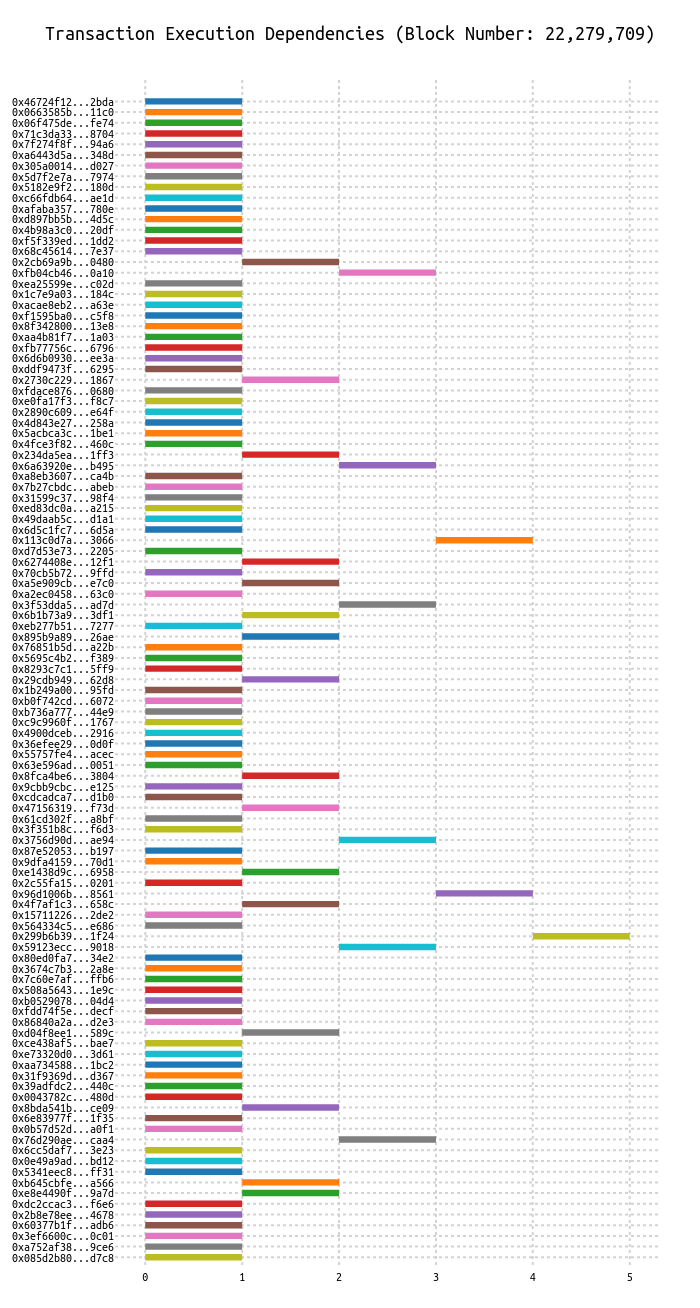 Transaction Execution Dependencies (Block Number: 22,279,709)
0x46724f12...2bda
0x0663585b...11c0
0x06f475de...fe74
0x71c3da33...8704
0x7f274f8f...94a6
0xa6443d5a...348d
0x305a0014...d027
0x5d7f2e7a...7974
0x5182e9f2...180d
0xc66fdb64...ae1d
0xafaba357...780e
0xd897bb5b...4d5c
0x4b98a3c0...20df
0xf5f339ed...1dd2
0x68c45614...7e37
0x2cb69a9b...0480
0xfb04cb46...0a10
0xea25599e...c02d
0x1c7e9a03...184c
0xacae8eb2...a63e
0xf1595ba0...c5f8
0x8f342800...13e8
0xaa4b81f7...1a03
0xfb77756c...6796
0x6d6b0930...ee3a
0xddf9473f...6295
0x2730c229...1867
0xfdace876...0680
0xe0fa17f3...f8c7
0x2890c609...e64f
0x4d843e27...258a
0x5acbca3c...1be1
0x4fce3f82...460c
0x234da5ea...1ff3
0x6a63920e...b495
0xa8eb3607...ca4b
0x7b27cbdc...abeb
0x31599c37...98f4
0xed83dc0a...a215
0x49daab5c...d1a1
0x6d5c1fc7...6d5a
0x113c0d7a...3066
0xd7d53e73...2205
0x6274408e...12f1
0x70cb5b72...9ffd
0xa5e909cb...e7c0
0xa2ec0458...63c0
0x3f53dda5...ad7d
0x6b1b73a9...3df1
0xeb277b51...7277
0x895b9a89...26ae
0x76851b5d...a22b
0x5695c4b2...f389
0x8293c7c1...5ff9
0x29cdb949...62d8
0x1b249a00...95fd
0xb0f742cd...6072
0xb736a777...44e9
0xc9c9960f...1767
0x4900dceb...2916
0x36efee29...0d0f
0x55757fe4...acec
0x63e596ad...0051
0x8fca4be6...3804
0x9cbb9cbc...e125
0xcdcadca7...d1b0
0x47156319...f73d
0x61cd302f...a8bf
0x3f351b8c...f6d3
0x3756d90d...ae94
0x87e52053...b197
0x9dfa4159...70d1
0xe1438d9c...6958
0x2c55fa15...0201
0x96d1006b...8561
0x4f7af1c3...658c
0x15711226...2de2
0x564334c5...e686
0x299b6b39...1f24
0x59123ecc...9018
0x80ed0fa7...34e2
0x3674c7b3...2a8e
0x7c60e7af...ffb6
0x508a5643...1e9c
0xb0529078...04d4
0xfdd74f5e...decf
0x86840a2a...d2e3
0xd04f8ee1...589c
0xce438af5...bae7
0xe73320d0...3d61
0xaa734588...1bc2
0x31f9369d...d367
0x39adfdc2...440c
0x0043782c...480d
0x8bda541b...ce09
0x6e83977f...1f35
0x0b57d52d...a0f1
0x76d290ae...caa4
0x6cc5daf7...3e23
0x0e49a9ad...bd12
0x5341eec8...ff31
0xb645cbfe...a566
0xe8e4490f...9a7d
0xdc2ccac3...f6e6
0x2b8e78ee...4678
0x60377b1f...adb6
0x3ef6600c...0c01
0xa752af38...9ce6
0x085d2b80...d7c8
0 1 2 3 4 5